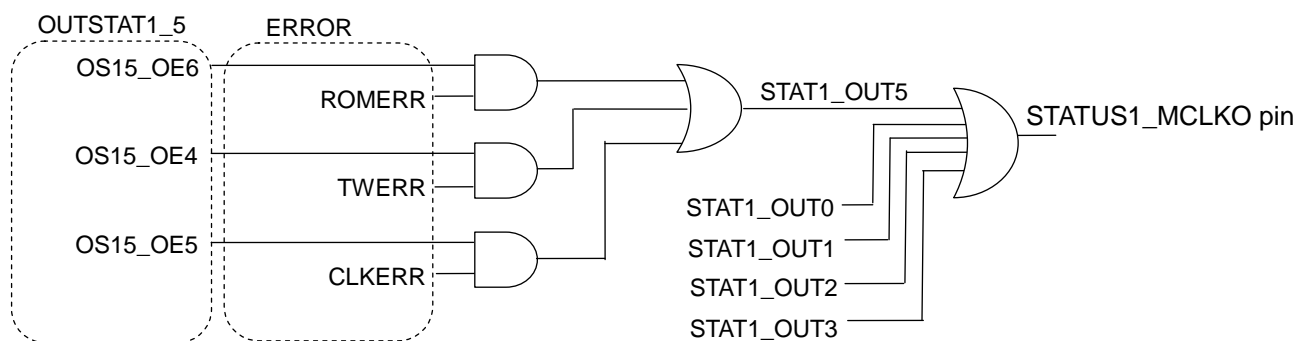 OUTSTAT1_5
ERROR
OS15_OE6
ROMERR
STAT1_OUT5
STATUS1_MCLKO pin
OS15_OE4
TWERR
STAT1_OUT0
OS15_OE5
STAT1_OUT1
CLKERR
STAT1_OUT2
STAT1_OUT3